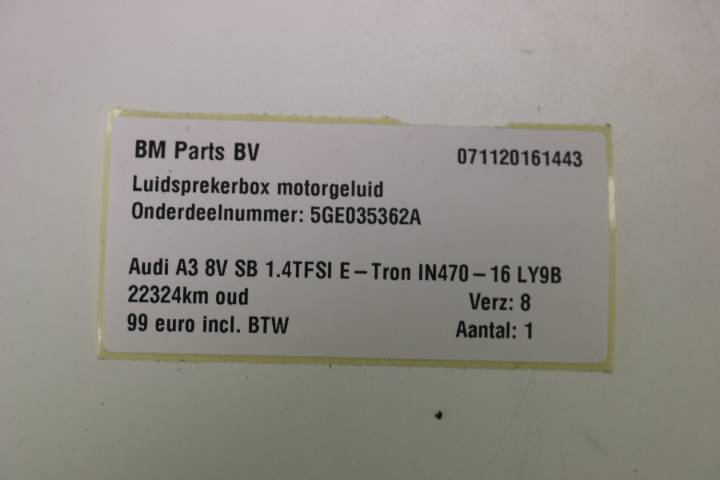 BM Parts BV 071120161443
Luidsprekerbox motorgeluid
Onderdeelnummer: 5GE035362A
Audi A3 8V SB 1.4TFSI E-Tron IN470-16 LY9B
22324km oud Verz: 8
99 euro incl. BTW Aantal: 1